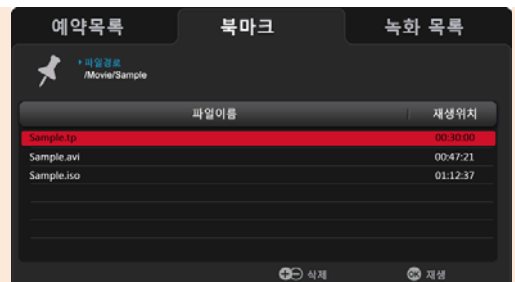 예약목록 북마크 녹화 목록
파일경로
/Movie/Sample
파일이름 재생위치
Sample.tp 00:30:00
Sample.avi 00:47:21
Sample.iso 01:12:37
삭제 OK 재생